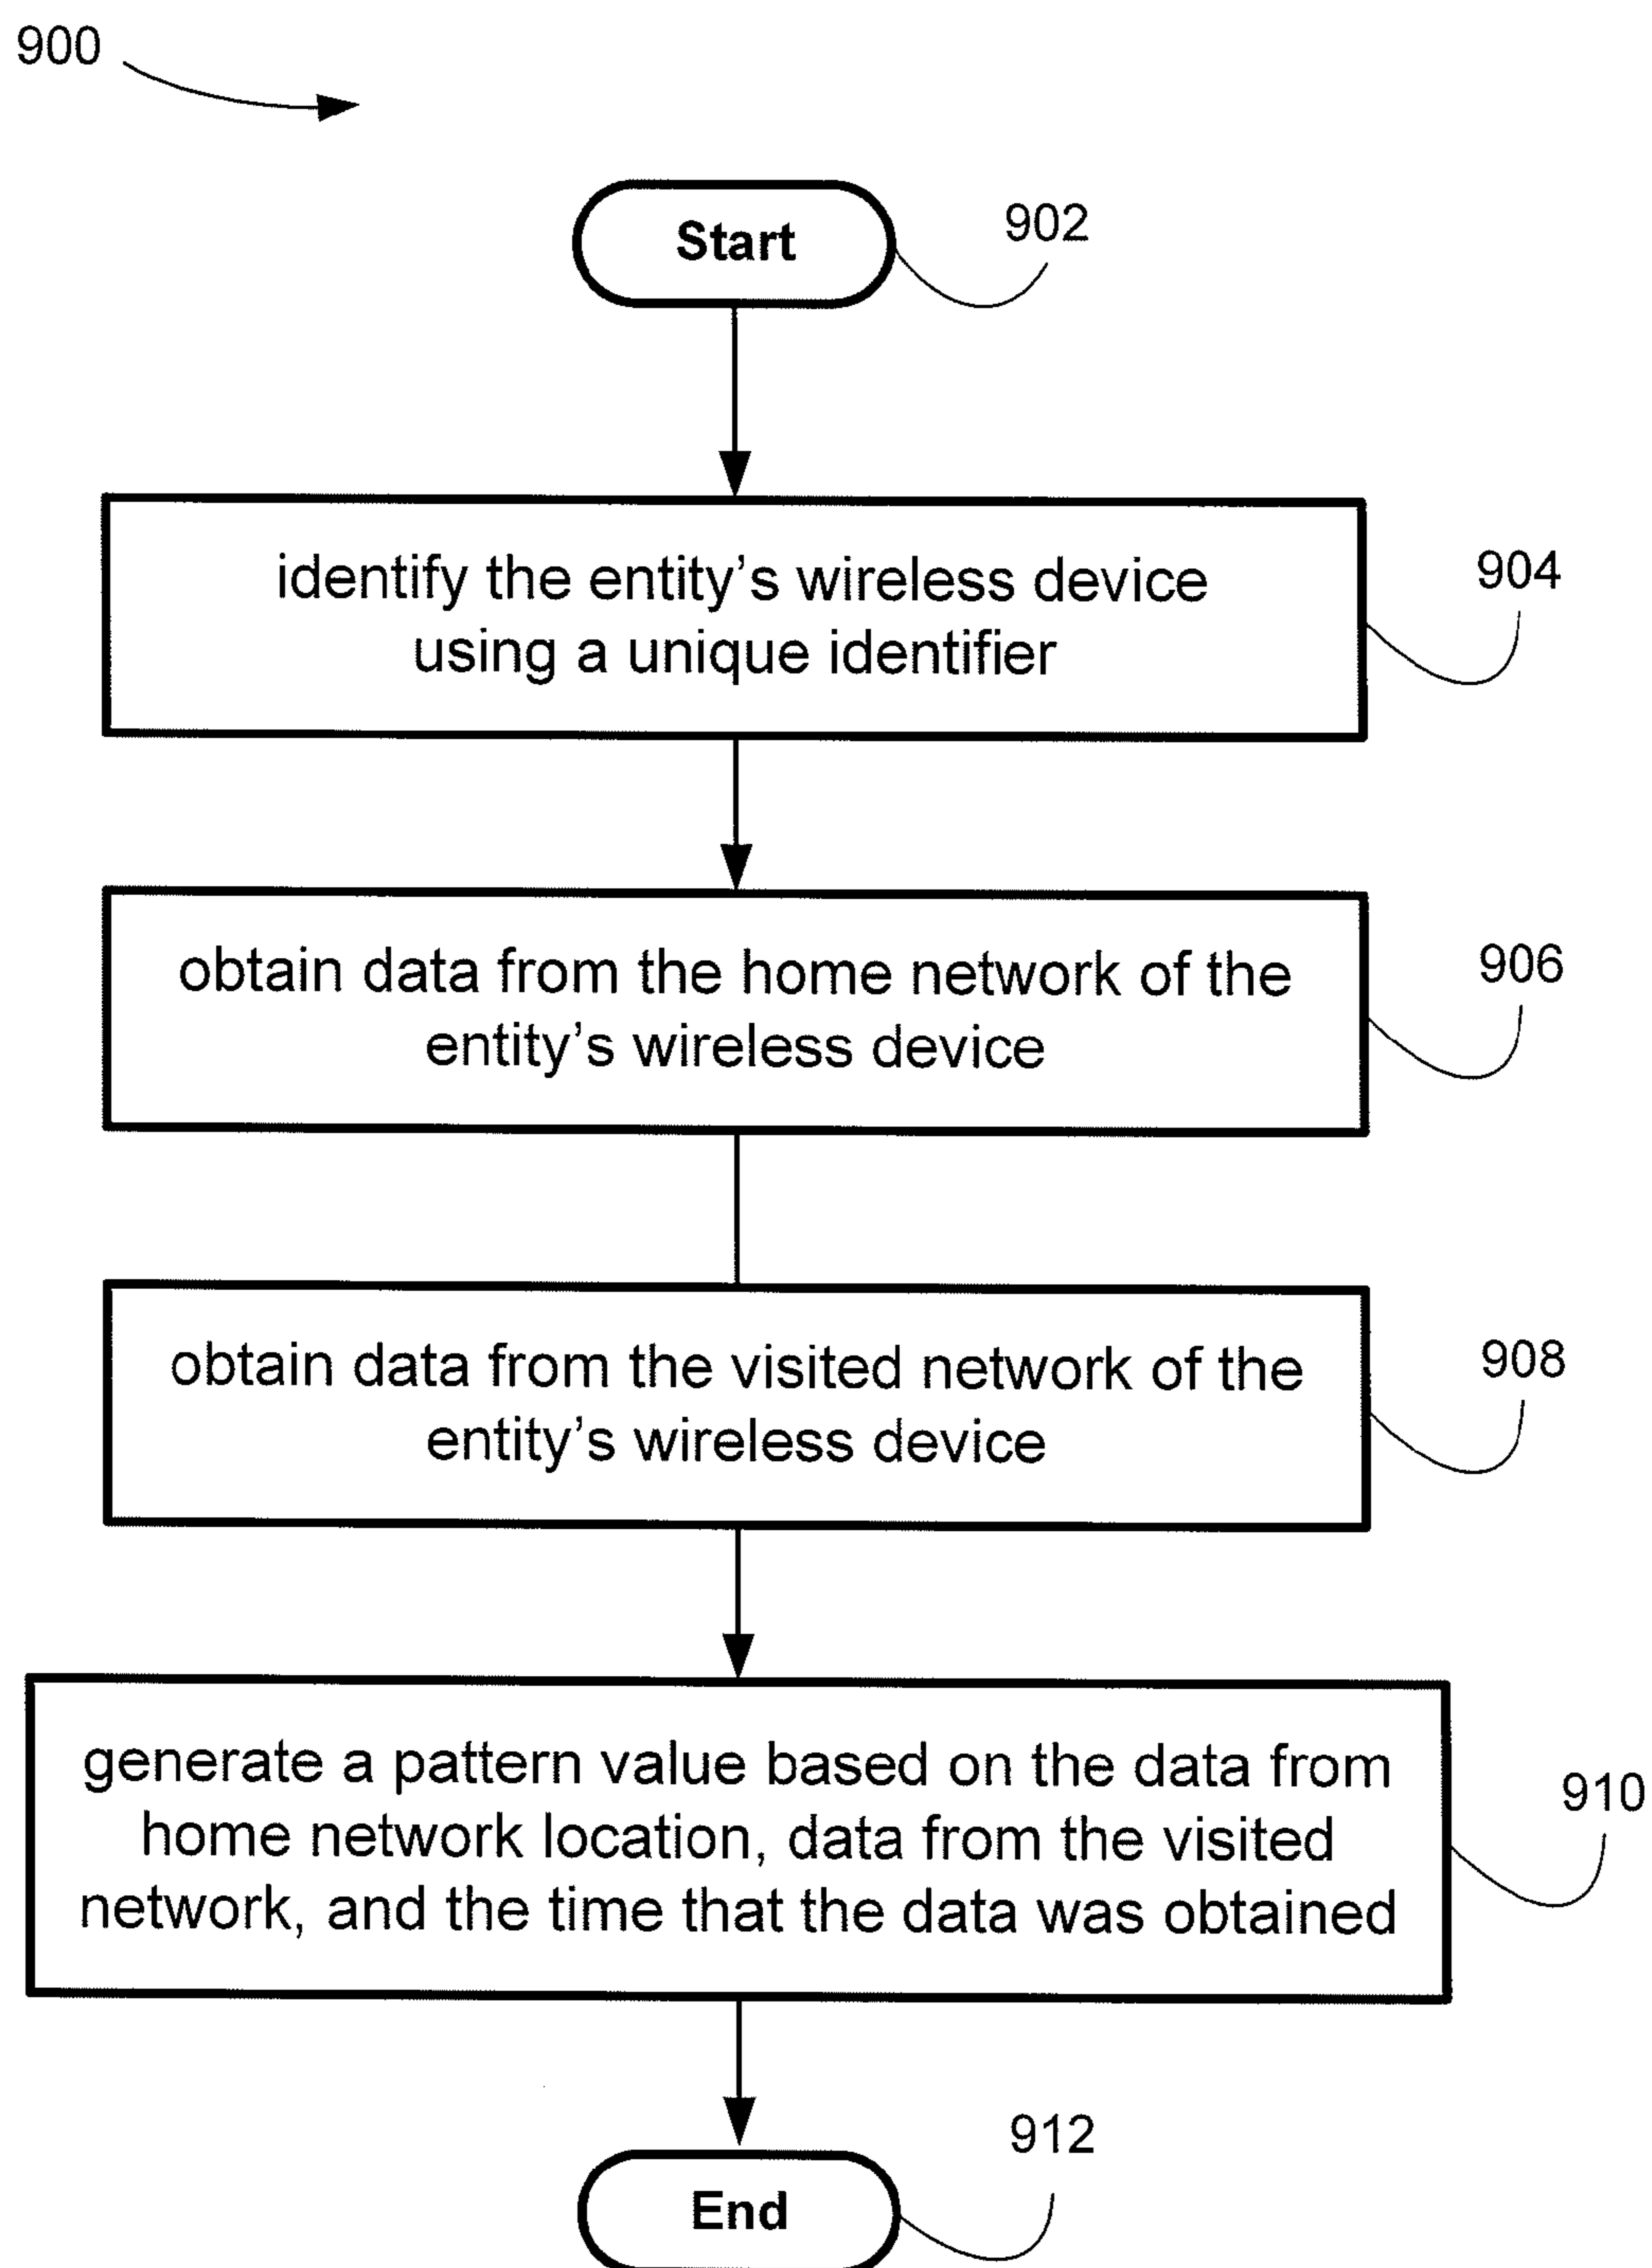 900
Start
902
identify the entity's wireless device
using a unique identifier
904
obtain data from the home network of the
entity's wireless device
906
obtain data from the visited network of the
entity's wireless device
908
generate a pattern value based on the data from
home network location, data from the visited
network, and the time that the data was obtained
910
End
912